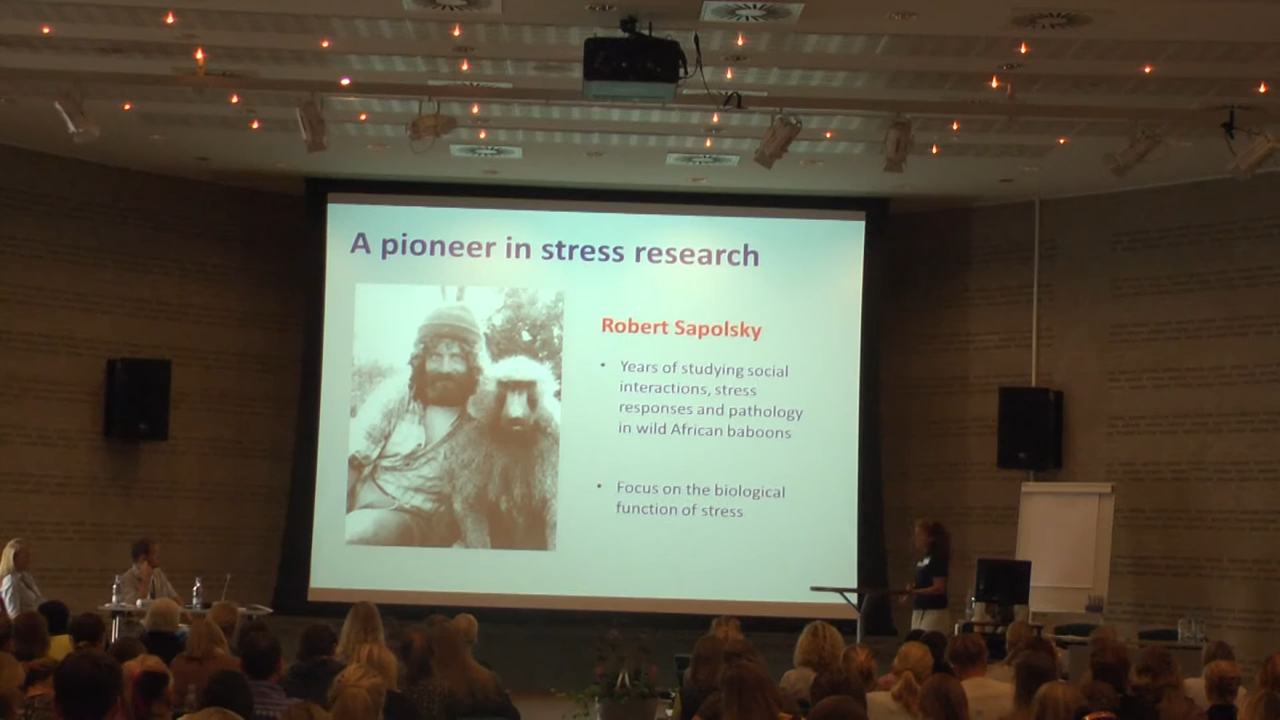 A pioneer in stress research
Robert Sapolsky
• Years of studying social
interactions, stress
responses and pathology
in wild African baboons
• Focus on the biological
function of stress